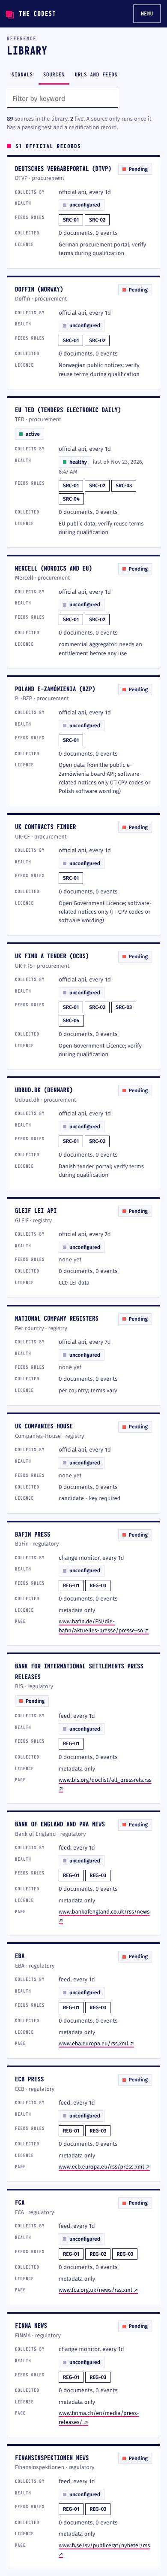 THE CODEST
MENU
REFERENCE
LIBRARY
SIGNALS SOURCES URLS AND FEEDS
Filter by keyword
89 sources in the library, 2 live. A source only runs once it
has a passing test and a certification record.
S1 OFFICIAL RECORDS
DEUTSCHES VERGABEPORTAL (DTVP) Pending
DTVP · procurement
COLLECTS BY official api, every 1d
HEALTH unconfigured
FEEDS RULES SRC-01 SRC-02
COLLECTED 0 documents, 0 events
LICENCE German procurement portal; verify
terms during qualification
DOFFIN (NORWAY) Pending
Doffin · procurement
COLLECTS BY official api, every 1d
HEALTH unconfigured
FEEDS RULES SRC-01 SRC-02
COLLECTED 0 documents, 0 events
LICENCE Norwegian public notices; verify
reuse terms during qualification
EU TED (TENDERS ELECTRONIC DAILY)
TED · procurement
active
COLLECTS BY official api, every 1d
HEALTH healthy last ok Nov 23, 2026,
8:47 AM
FEEDS RULES SRC-01 SRC-02 SRC-03
SRC-04
COLLECTED 0 documents, 0 events
LICENCE EU public data; verify reuse terms
during qualification
MERCELL (NORDICS AND EU) Pending
Mercell · procurement
COLLECTS BY official api, every 1d
HEALTH unconfigured
FEEDS RULES SRC-01 SRC-02
COLLECTED 0 documents, 0 events
LICENCE commercial aggregator: needs an
entitlement before any use
POLAND E-ZAMÓWIENIA (BZP) Pending
PL-BZP · procurement
COLLECTS BY official api, every 1d
HEALTH unconfigured
FEEDS RULES SRC-01
COLLECTED 0 documents, 0 events
LICENCE Open data from the public e-
Zamówienia board API; software-
related notices only (IT CPV codes or
Polish software wording)
UK CONTRACTS FINDER Pending
UK-CF · procurement
COLLECTS BY official api, every 1d
HEALTH unconfigured
FEEDS RULES SRC-01
COLLECTED 0 documents, 0 events
LICENCE Open Government Licence; software-
related notices only (IT CPV codes or
software wording)
UK FIND A TENDER (OCDS) Pending
UK-FTS · procurement
COLLECTS BY official api, every 1d
HEALTH unconfigured
FEEDS RULES SRC-01 SRC-02 SRC-03
SRC-04
COLLECTED 0 documents, 0 events
LICENCE Open Government Licence; verify
during qualification
UDBUD.DK (DENMARK) Pending
Udbud.dk · procurement
COLLECTS BY official api, every 1d
HEALTH unconfigured
FEEDS RULES SRC-01 SRC-02
COLLECTED 0 documents, 0 events
LICENCE Danish tender portal; verify terms
during qualification
GLEIF LEI API Pending
GLEIF · registry
COLLECTS BY official api, every 7d
HEALTH unconfigured
FEEDS RULES none yet
COLLECTED 0 documents, 0 events
LICENCE CC0 LEI data
NATIONAL COMPANY REGISTERS Pending
Per country · registry
COLLECTS BY official api, every 7d
HEALTH unconfigured
FEEDS RULES none yet
COLLECTED 0 documents, 0 events
LICENCE per country; terms vary
UK COMPANIES HOUSE Pending
Companies-House · registry
COLLECTS BY official api, every 1d
HEALTH unconfigured
FEEDS RULES none yet
COLLECTED 0 documents, 0 events
LICENCE candidate - key required
BAFIN PRESS Pending
BaFin · regulatory
COLLECTS BY change monitor, every 1d
HEALTH unconfigured
FEEDS RULES REG-01 REG-03
COLLECTED 0 documents, 0 events
LICENCE metadata only
PAGE www.bafin.de/EN/die-
bafin/aktuelles-presse/presse-so ↗
BANK FOR INTERNATIONAL SETTLEMENTS PRESS
RELEASES
BIS · regulatory
Pending
COLLECTS BY feed, every 1d
HEALTH unconfigured
FEEDS RULES REG-01
COLLECTED 0 documents, 0 events
LICENCE metadata only
PAGE www.bis.org/doclist/all_pressrels.rss
↗
BANK OF ENGLAND AND PRA NEWS Pending
Bank of England · regulatory
COLLECTS BY feed, every 1d
HEALTH unconfigured
FEEDS RULES REG-01 REG-03
COLLECTED 0 documents, 0 events
LICENCE metadata only
PAGE www.bankofengland.co.uk/rss/news
↗
EBA Pending
EBA · regulatory
COLLECTS BY feed, every 1d
HEALTH unconfigured
FEEDS RULES REG-01 REG-03
COLLECTED 0 documents, 0 events
LICENCE metadata only
PAGE www.eba.europa.eu/rss.xml ↗
ECB PRESS Pending
ECB · regulatory
COLLECTS BY feed, every 1d
HEALTH unconfigured
FEEDS RULES REG-01 REG-03
COLLECTED 0 documents, 0 events
LICENCE metadata only
PAGE www.ecb.europa.eu/rss/press.xml ↗
FCA Pending
FCA · regulatory
COLLECTS BY feed, every 1d
HEALTH unconfigured
FEEDS RULES REG-01 REG-02 REG-03
COLLECTED 0 documents, 0 events
LICENCE metadata only
PAGE www.fca.org.uk/news/rss.xml ↗
FINMA NEWS Pending
FINMA · regulatory
COLLECTS BY change monitor, every 1d
HEALTH unconfigured
FEEDS RULES REG-01 REG-03
COLLECTED 0 documents, 0 events
LICENCE metadata only
PAGE www.finma.ch/en/media/press-
releases/ ↗
FINANSINSPEKTIONEN NEWS Pending
Finansinspektionen · regulatory
COLLECTS BY feed, every 1d
HEALTH unconfigured
FEEDS RULES REG-01 REG-03
COLLECTED 0 documents, 0 events
LICENCE metadata only
PAGE www.fi.se/sv/publicerat/nyheter/rss
↗